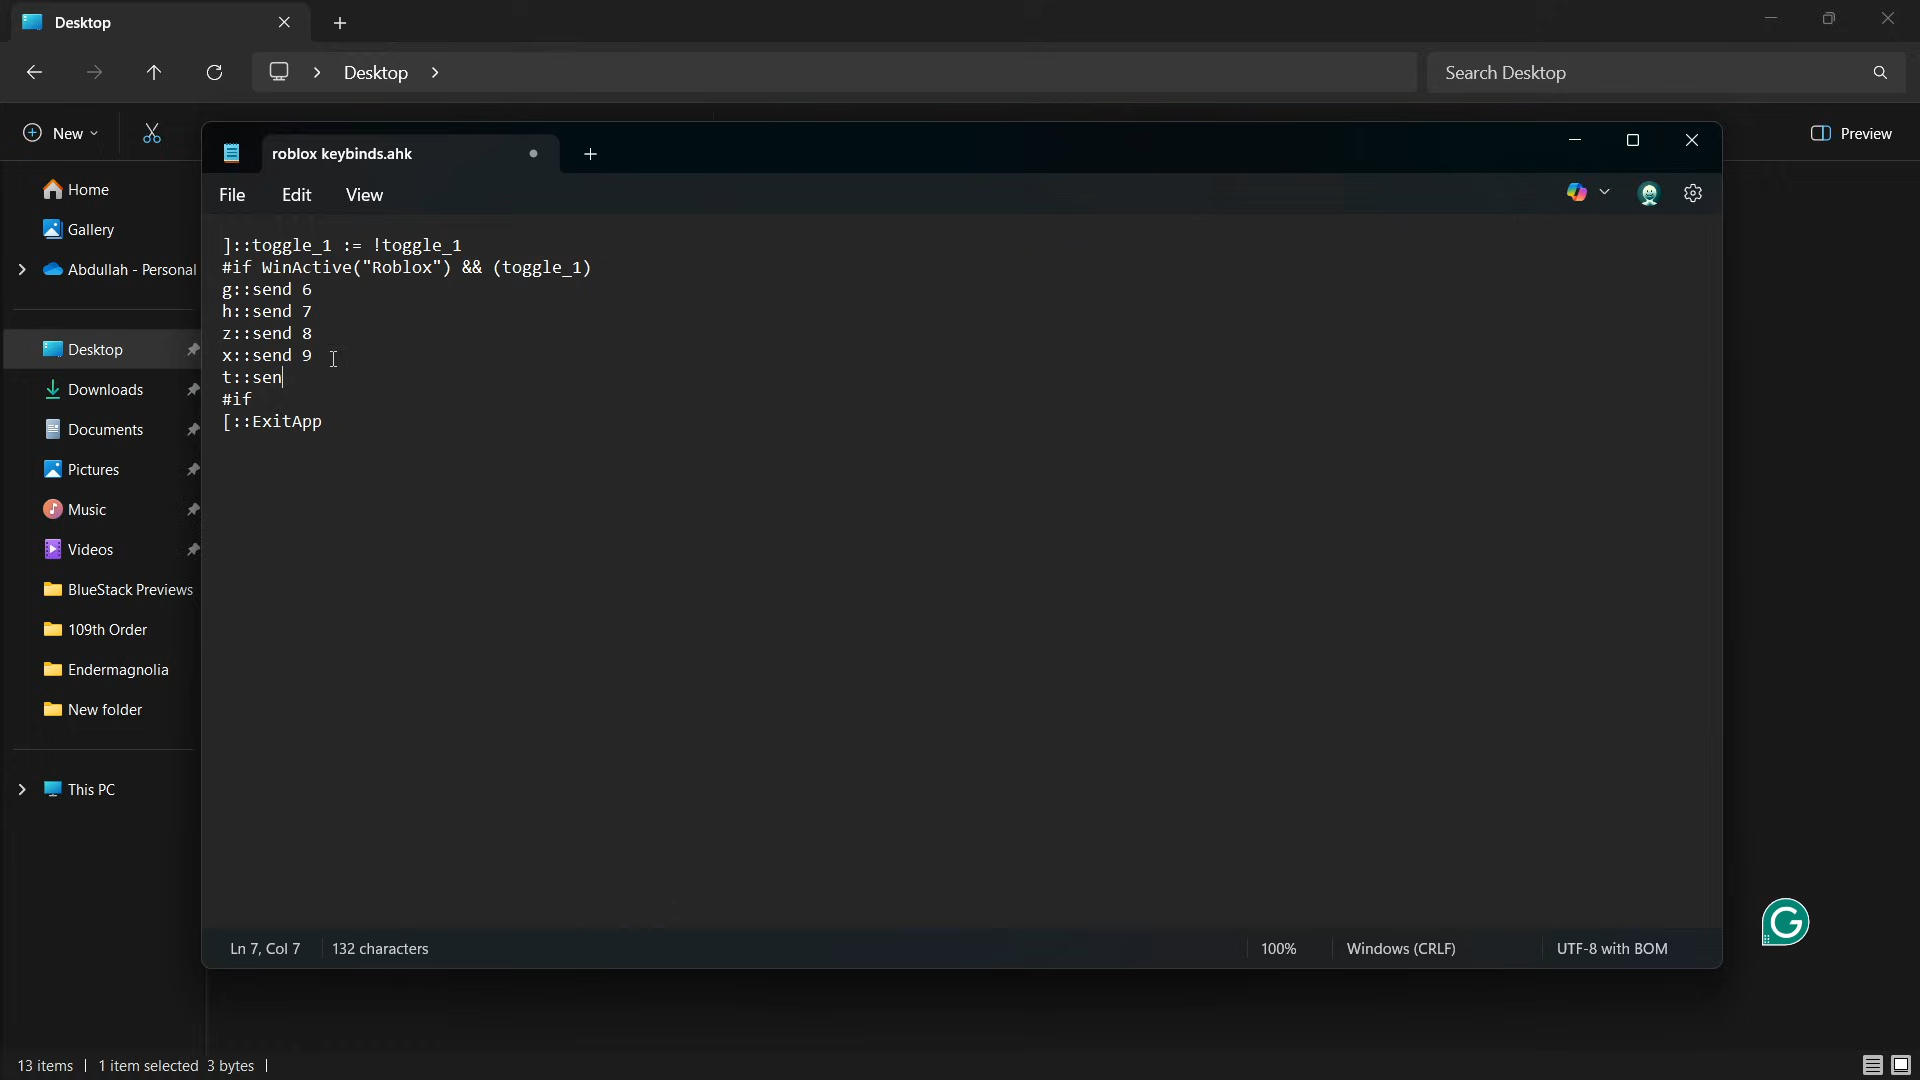 Desktop
Desktop
Search Desktop
New
Preview
roblox keybinds.ahk
File Edit View
Home
Gallery
Abdullah - Personal
Desktop
Downloads
Documents
Pictures
Music
Videos
BlueStack Previews
109th Order
Endermagnolia
New folder
This PC
]::toggle_1 := !toggle_1
#if WinActive("Roblox") && (toggle_1)
g::send 6
h::send 7
z::send 8
x::send 9
t::sen
#if
[::ExitApp
Ln 7, Col 7 132 characters 100% Windows (CRLF) UTF-8 with BOM
G
13 items 1 item selected 3 bytes